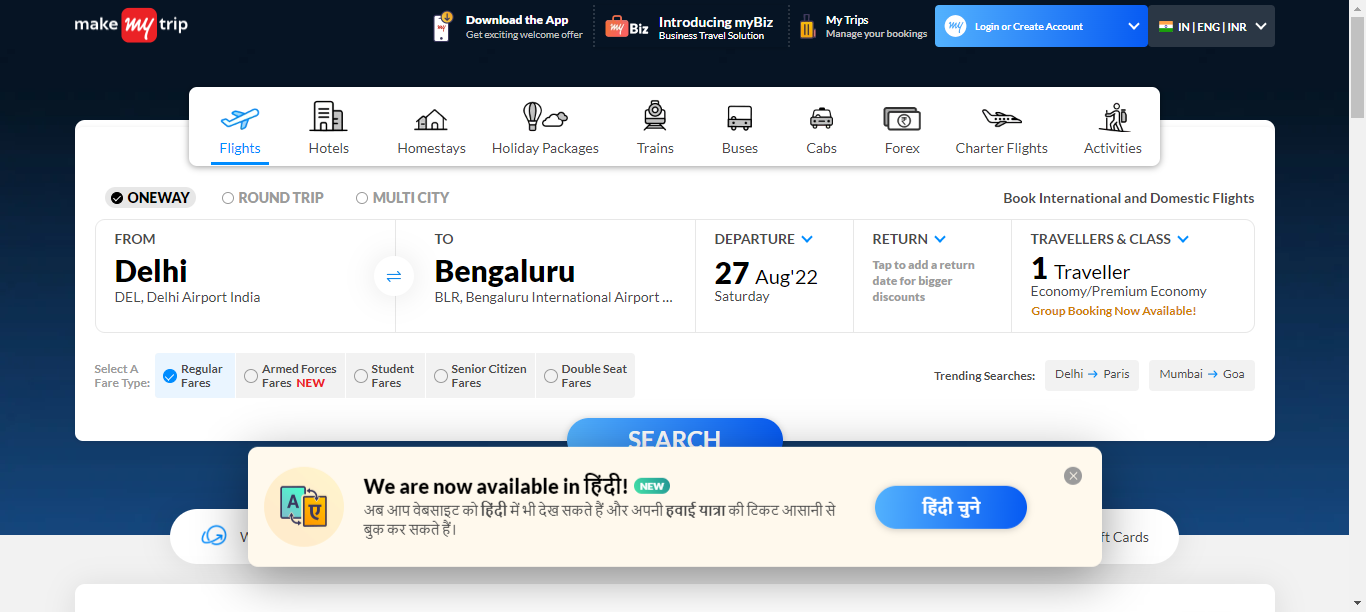 make my trip
Download the App
Get exciting welcome offer
my Biz
Introducing myBiz
Business Travel Solution
My Trips
Manage your bookings
my Login or Create Account
IN | ENG | INR
Flights
Hotels
Homestays
Holiday Packages
Trains
Buses
Cabs
Forex
Charter Flights
Activities
ONEWAY
ROUND TRIP
MULTI CITY
Book International and Domestic Flights
FROM
Delhi
DEL, Delhi Airport India
TO
Bengaluru
BLR, Bengaluru International Airport ...
DEPARTURE
27 Aug'22
Saturday
RETURN
Tap to add a return
date for bigger
discounts
TRAVELLERS & CLASS
1 Traveller
Economy/Premium Economy
Group Booking Now Available!
Select A
Fare Type:
Regular
Fares
Armed Forces
Fares NEW
Student
Fares
Senior Citizen
Fares
Double Seat
Fares
Trending Searches:
Delhi → Paris
Mumbai → Goa
SEARCH
A ए
We are now available in हिंदी! NEW
अब आप वेबसाइट को हिंदी में भी देख सकते हैं और अपनी हवाई यात्रा की टिकट आसानी से
बुक कर सकते हैं।
हिंदी चुने
ft Cards